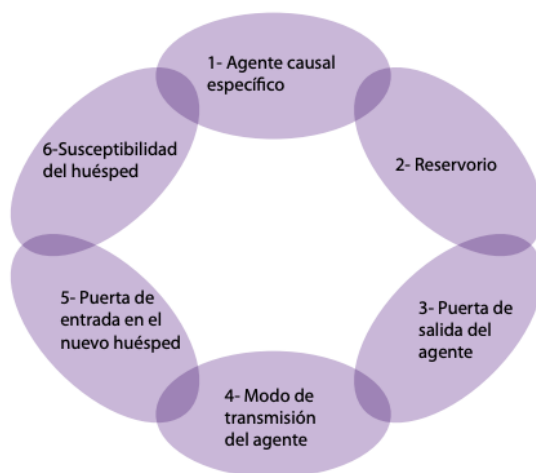 1- Agente causal
específico
2- Reservorio
3- Puerta de
salida del
agente
4- Modo de
transmisión
del agente
5- Puerta de
entrada en el
nuevo huésped
6-Susceptibilidad
del huésped